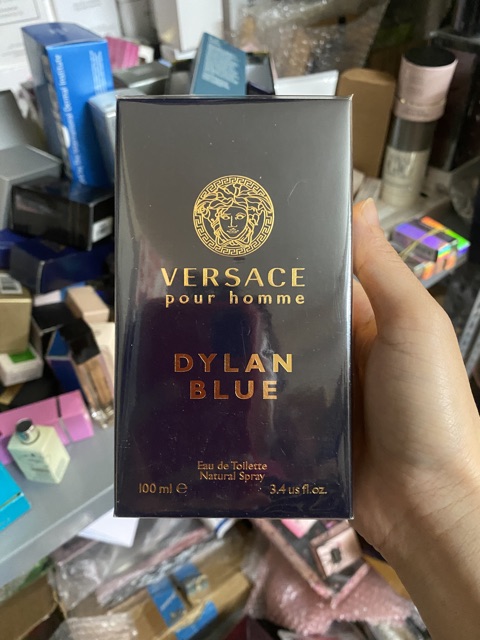 VERSACE
pour homme
DYLAN
BLUE
Eau de Toilette
Natural Spray
100 ml ℮
3.4 us fl.oz.